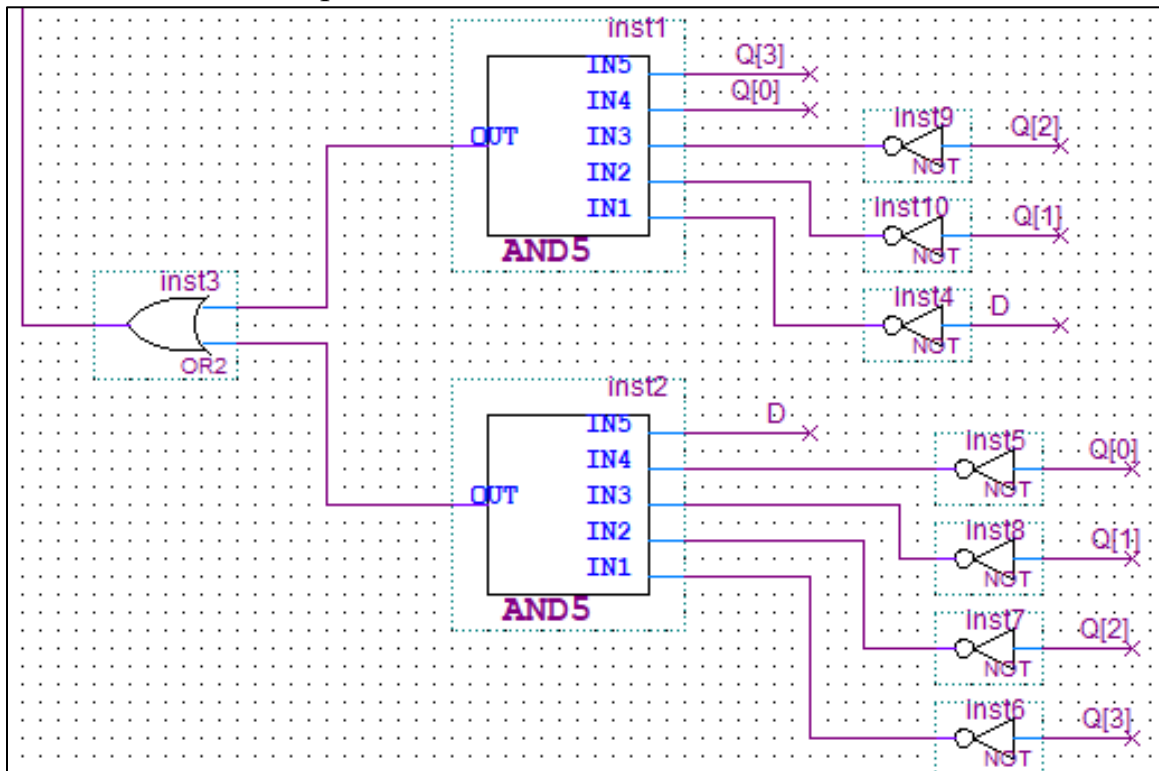 inst1
IN5
Q[3]
IN4
Q[0]
OUT
IN3
inst9
Q[2]
NOT
IN2
IN1
inst10
Q[1]
NOT
AND5
inst3
OR2
inst4
D
NOT
inst2
IN5
D
IN4
inst5
Q[0]
NOT
OUT
IN3
IN2
inst8
Q[1]
NOT
IN1
AND5
inst7
Q[2]
NOT
inst6
Q[3]
NOT